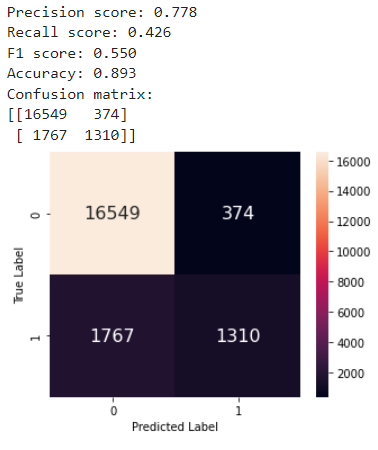 Precision score: 0.778
Recall score: 0.426
F1 score: 0.550
Accuracy: 0.893
Confusion matrix:
[[16549   374]
 [ 1767  1310]]
16549 374
1767 1310
0
1
True Label
0 1
Predicted Label
16000
14000
12000
10000
8000
6000
4000
2000